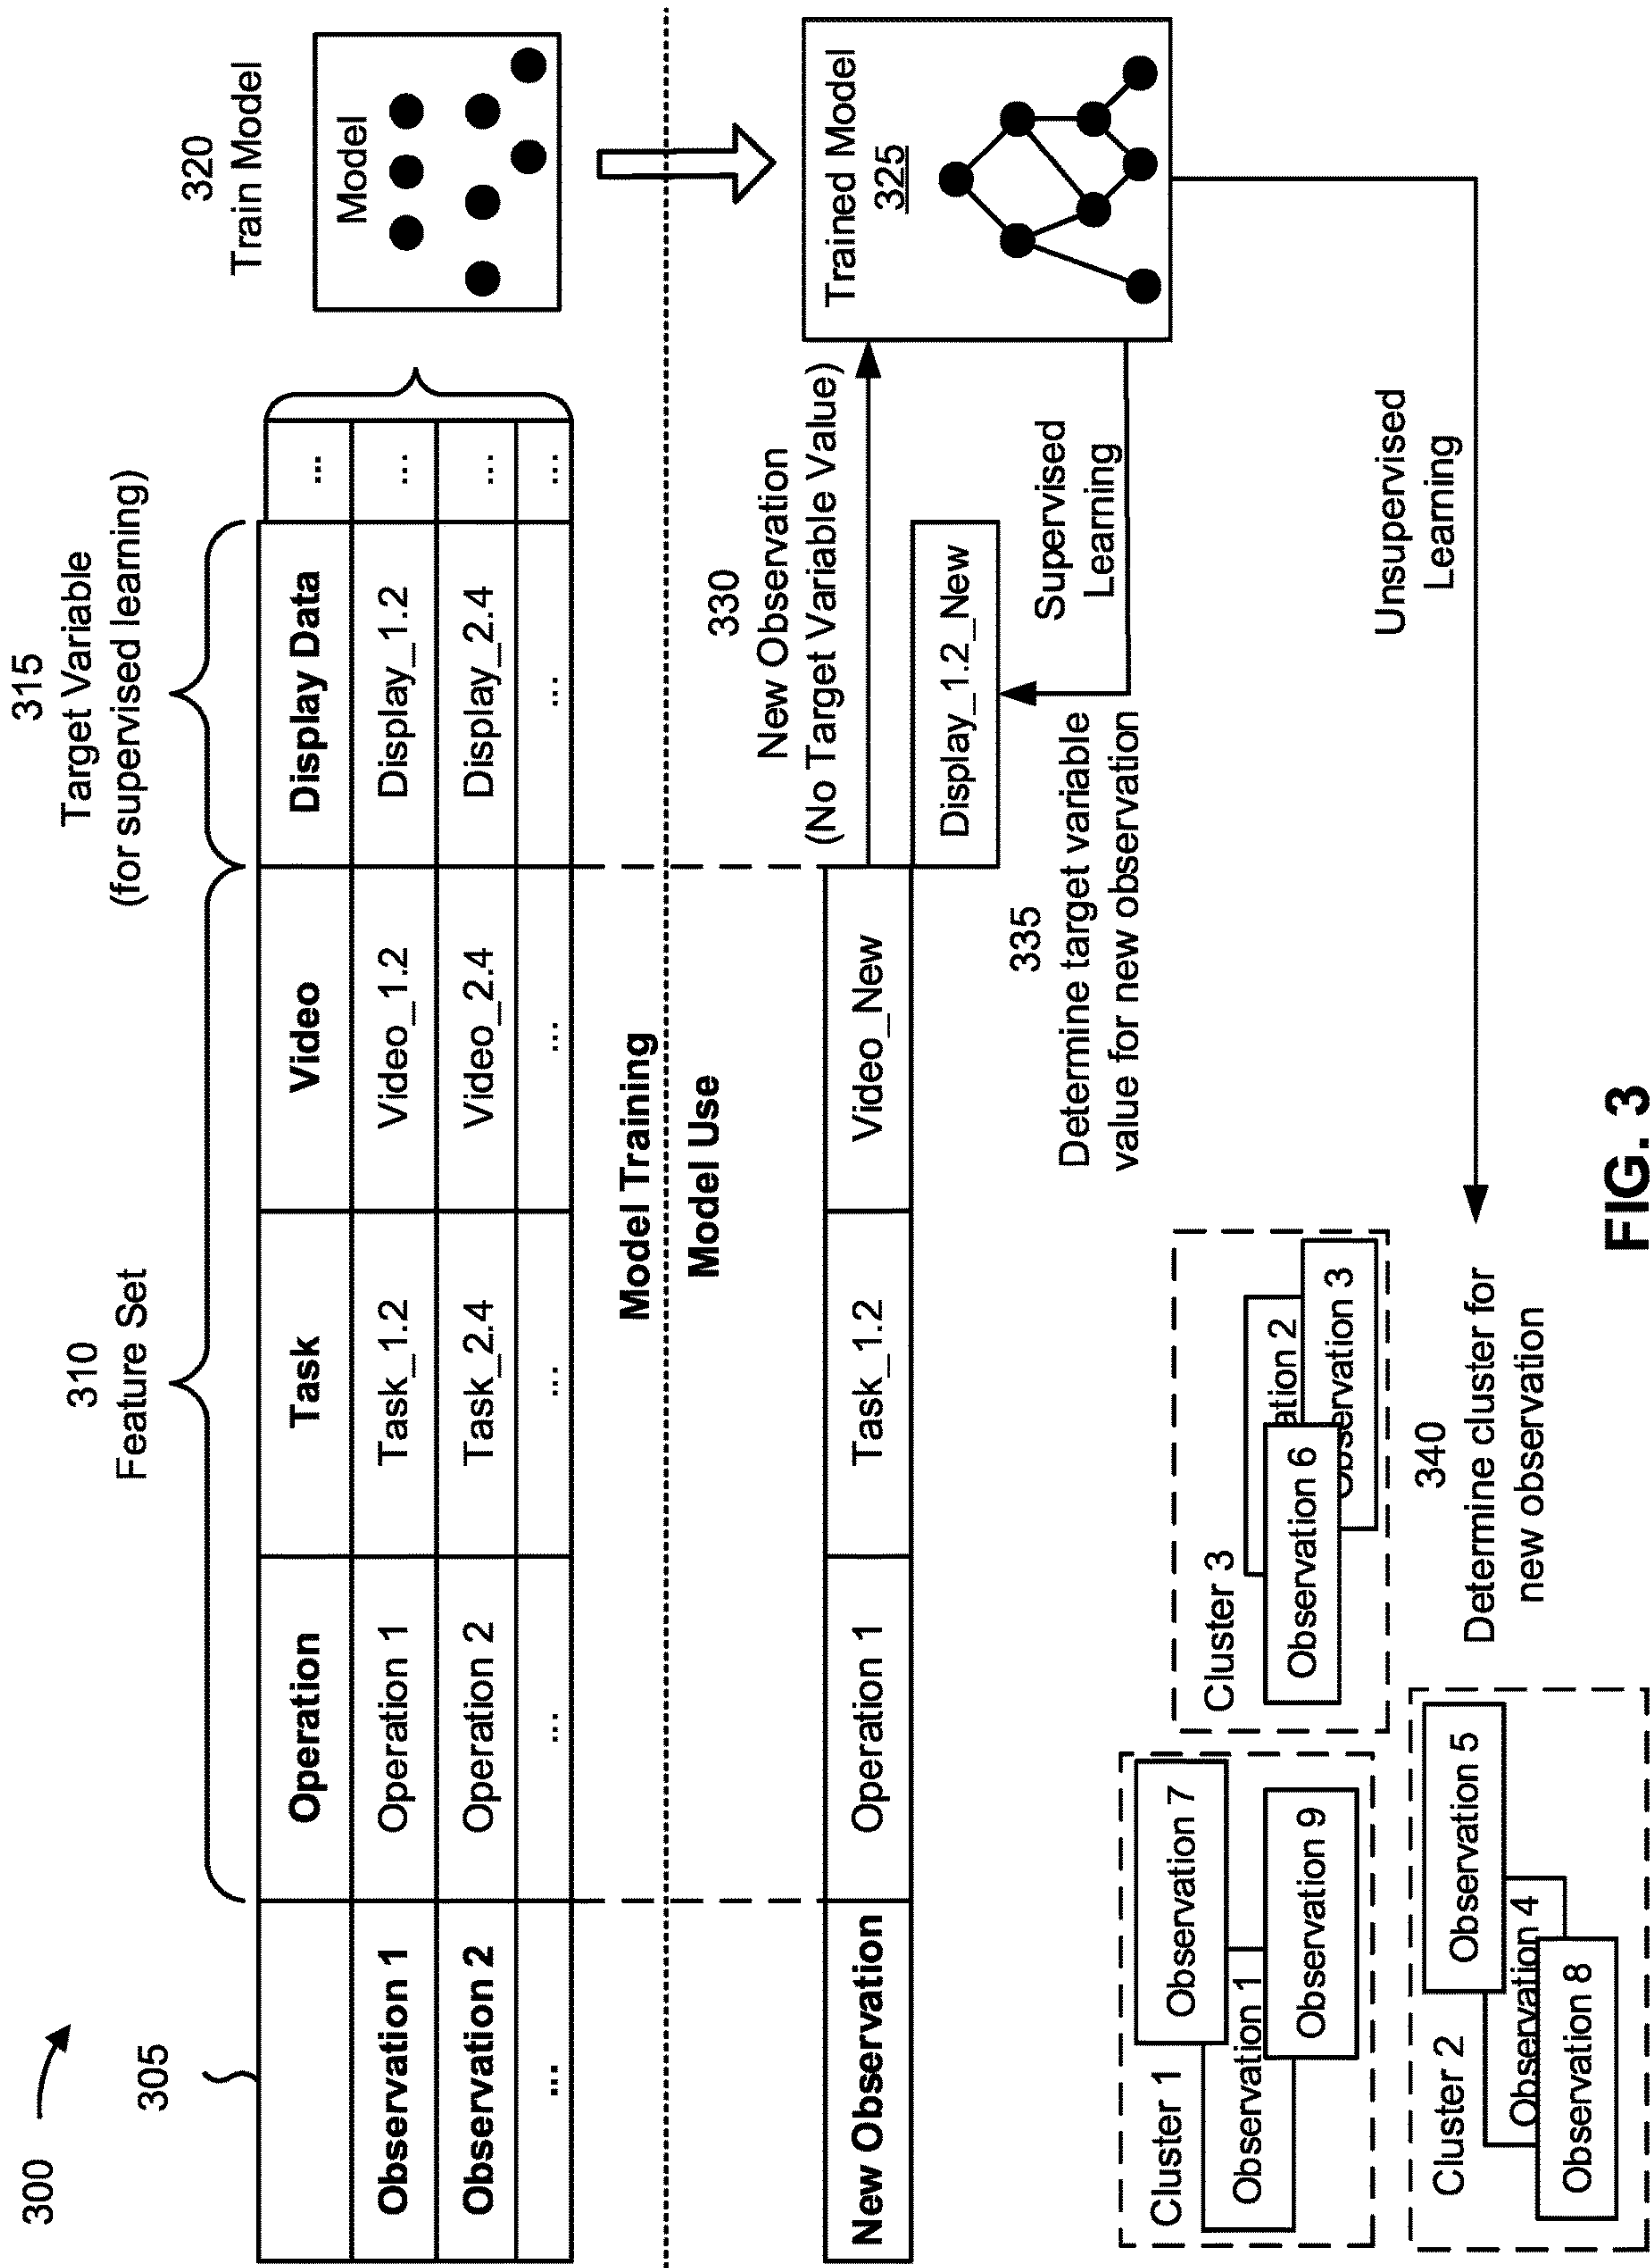 300
305
310
Feature Set
315
Target Variable
(for supervised learning)
320
Train Model
Operation Task Video Display Data ...
Observation 1 Operation 1 Task_1.2 Video_1.2 Display_1.2 ...
Observation 2 Operation 2 Task_2.4 Video_2.4 Display_2.4 ...
... ... ... ... ... ...
Model
Model Training
Model Use
330
New Observation
(No Target Variable Value)
New Observation Operation 1 Task_1.2 Video_New
Display_1.2_New
Trained Model
325
Supervised
Learning
335
Determine target variable
value for new observation
Cluster 1
Observation 7
Observation 1
Observation 9
Cluster 3
ation 2
Observation 6
Observation 3
Cluster 2
Observation 5
Observation 4
Observation 8
340
Determine cluster for
new observation
Unsupervised
Learning
FIG. 3